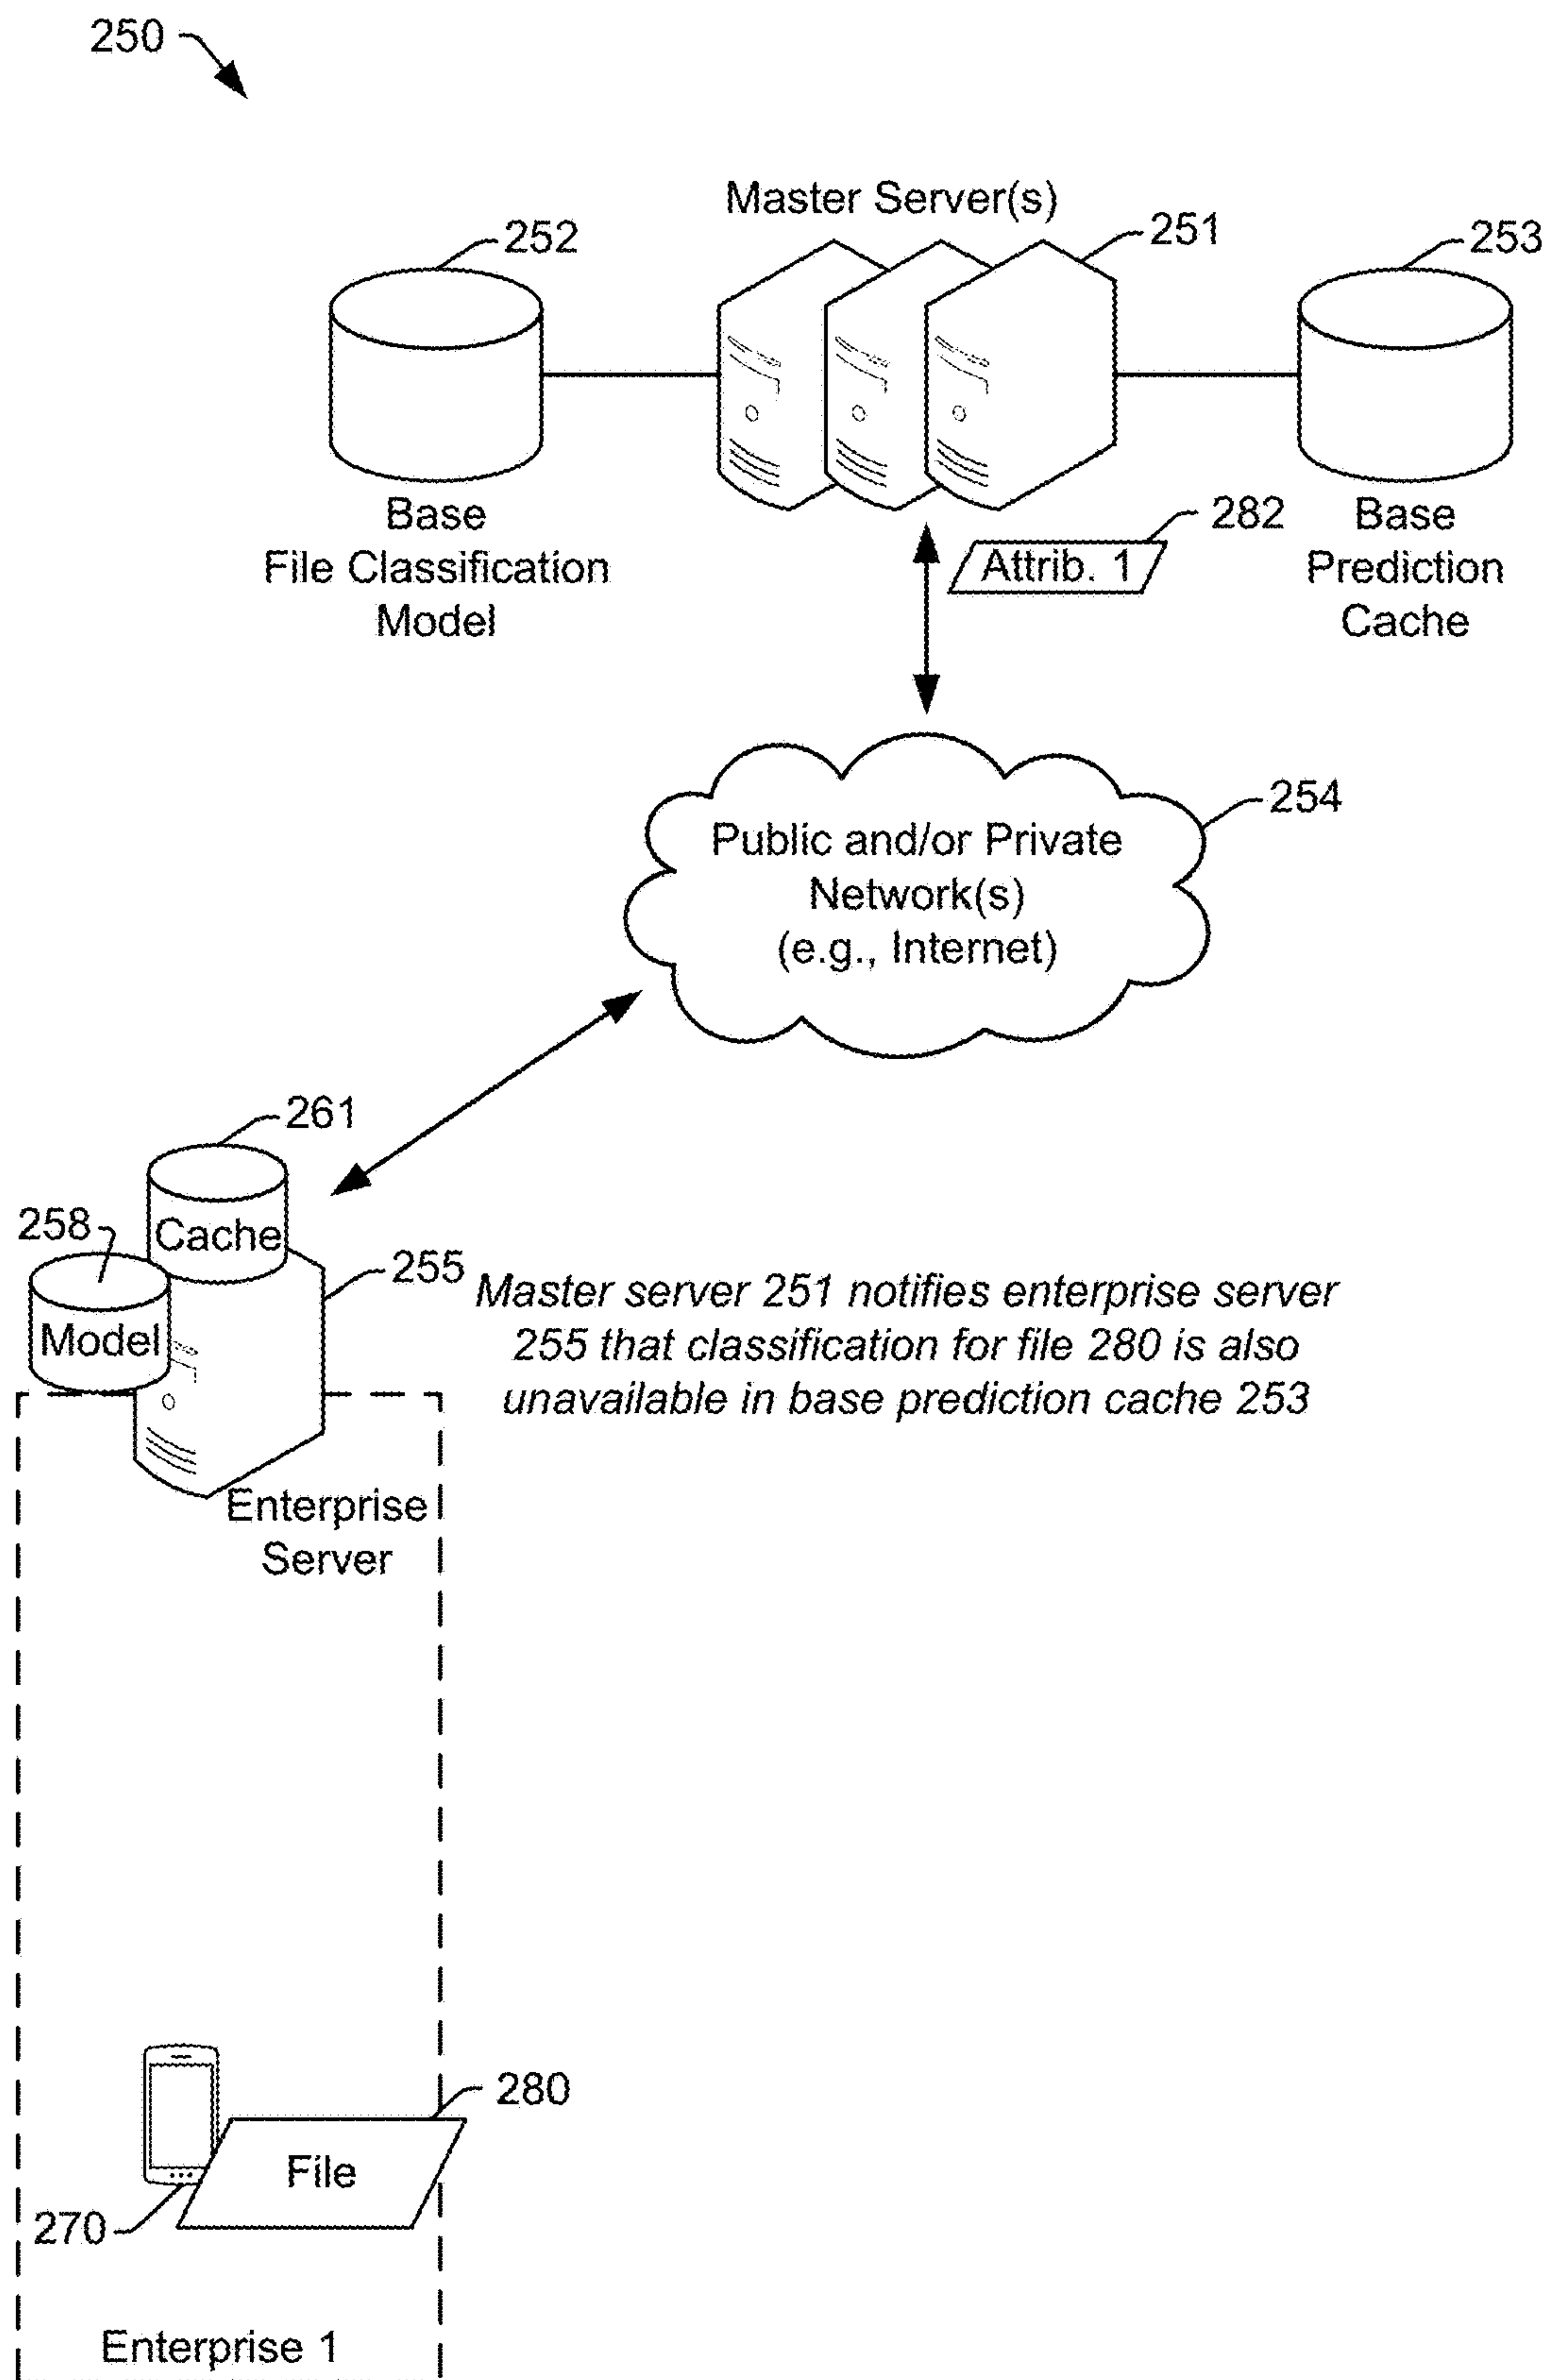 250
Master Server(s)
252
251
253
Base
File Classification
Model
282
Attrib. 1
Base
Prediction
Cache
254
Public and/or Private
Network(s)
(e.g., Internet)
261
Cache
258
Model
255
Master server 251 notifies enterprise server
255 that classification for file 280 is also
unavailable in base prediction cache 253
Enterprise
Server
280
File
270
Enterprise 1